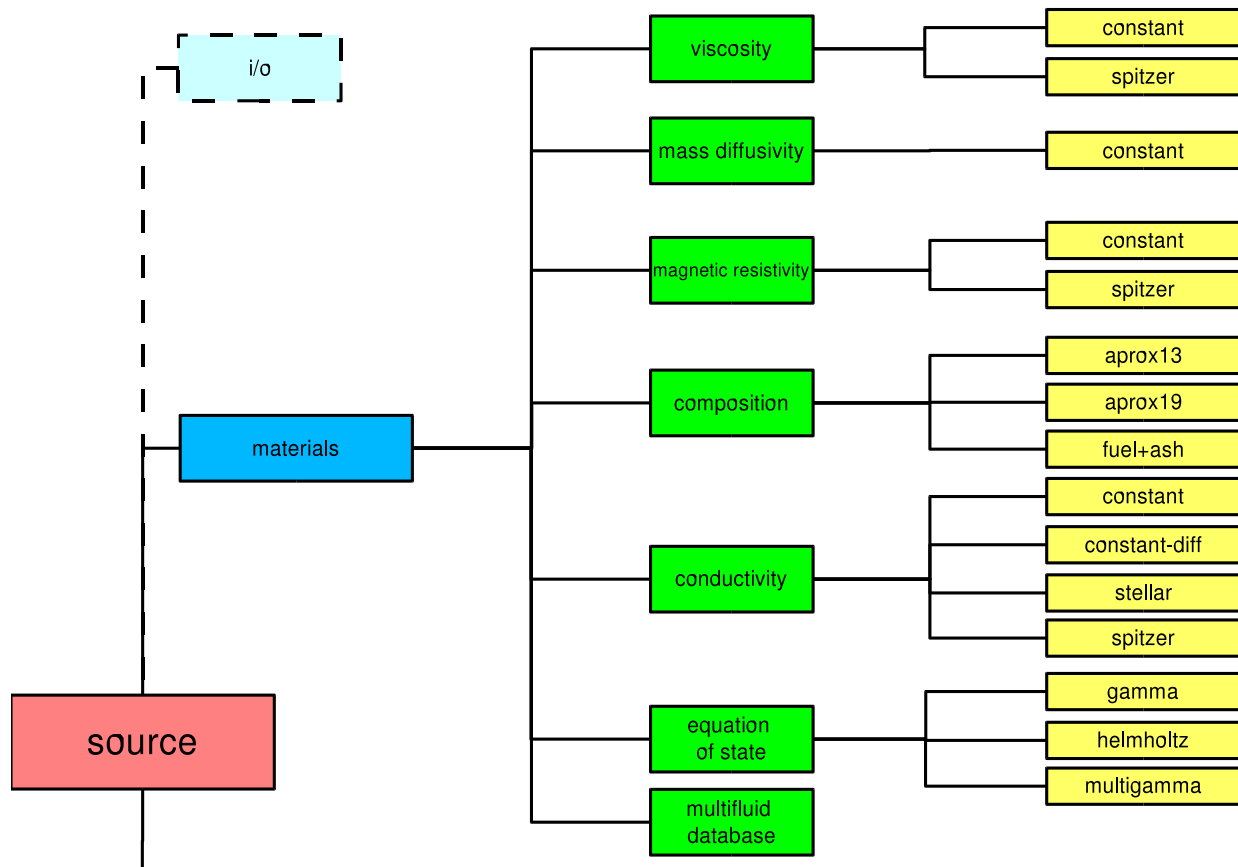 i/o
materials
source
viscosity
constant
spitzer
mass diffusivity
constant
magnetic resistivity
constant
spitzer
composition
aprox13
aprox19
fuel+ash
conductivity
constant
constant-diff
stellar
spitzer
equation
of state
gamma
helmholtz
multigamma
multifluid
database